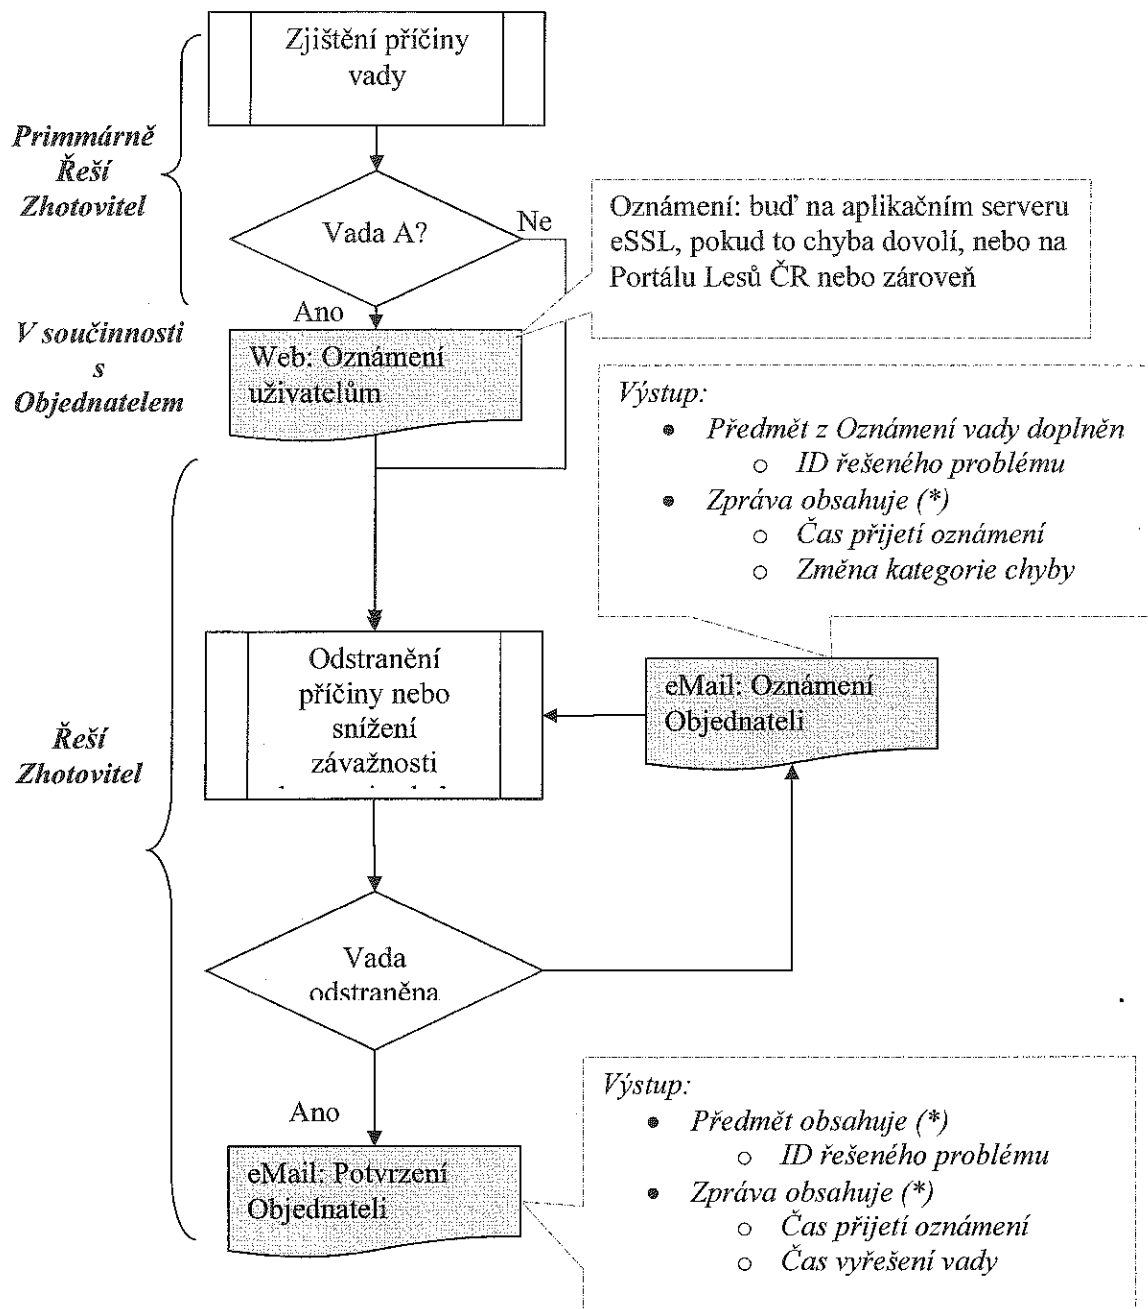 Zjištění příčiny
vady
Primmárně
Řeší
Zhotovitel
Vada A?
Ne
Oznámení: buď na aplikačním serveru
eSSL, pokud to chyba dovolí, nebo na
Portálu Lesů ČR nebo zároveň
Ano
V součinnosti
s
Objednatelem
Web: Oznámení
uživatelům
Výstup:
• Předmět z Oznámení vady doplněn
o ID řešeného problému
• Zpráva obsahuje (*)
o Čas přijetí oznámení
o Změna kategorie chyby
Odstranění
příčiny nebo
snížení
závažnosti
eMail: Oznámení
Objednateli
Řeší
Zhotovitel
Vada
odstraněna
Ano
eMail: Potvrzení
Objednateli
Výstup:
• Předmět obsahuje (*)
o ID řešeného problému
• Zpráva obsahuje (*)
o Čas přijetí oznámení
o Čas vyřešení vady